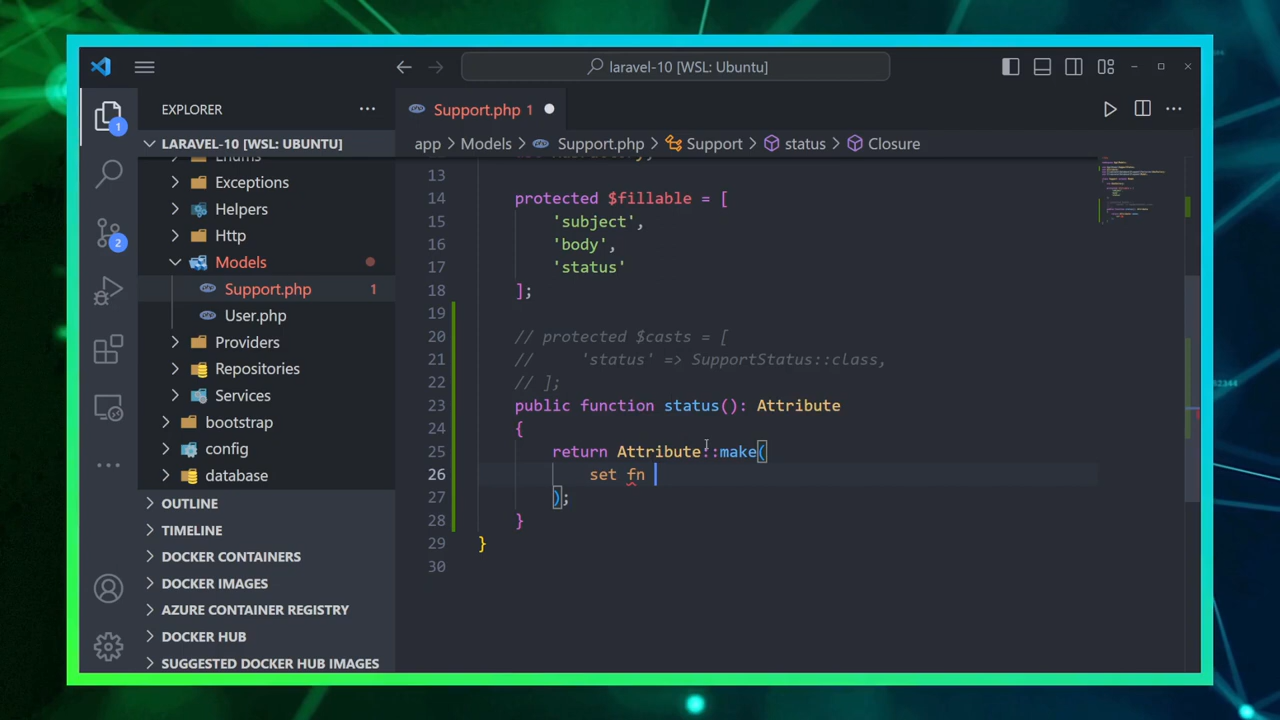 laravel-10 [WSL: Ubuntu]
EXPLORER
LARAVEL-10 [WSL: UBUNTU]
Enums
Exceptions
Helpers
Http
Models
Support.php 1
User.php
Providers
Repositories
Services
bootstrap
config
database
OUTLINE
TIMELINE
DOCKER CONTAINERS
DOCKER IMAGES
AZURE CONTAINER REGISTRY
DOCKER HUB
SUGGESTED DOCKER HUB IMAGES
1
2
Support.php 1
app > Models > Support.php > Support > status > Closure
13
14 protected $fillable = [
15 'subject',
16 'body',
17 'status'
18 ];
19
20 // protected $casts = [
21 // 'status' => SupportStatus::class,
22 // ];
23 public function status(): Attribute
24 {
25 return Attribute::make(
26 set fn
27 );
28 }
29 }
30